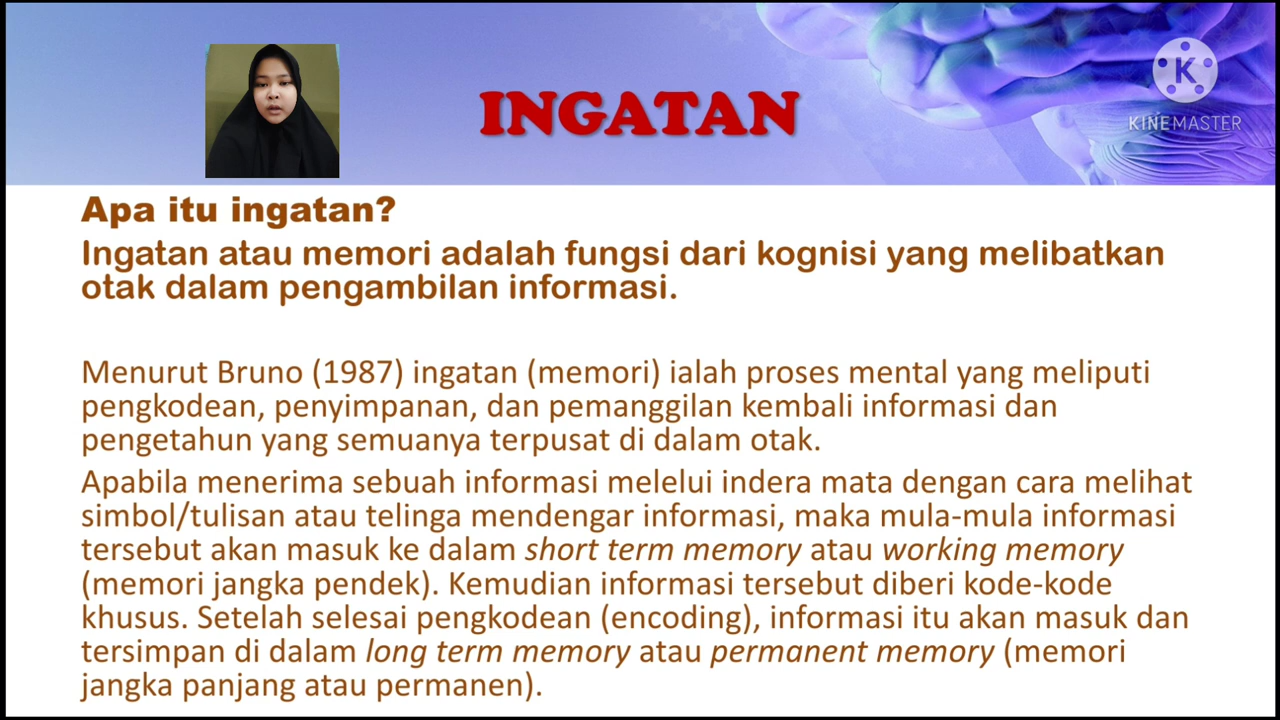 INGATAN
K
KINEMASTER
Apa itu ingatan?
Ingatan atau memori adalah fungsi dari kognisi yang melibatkan
otak dalam pengambilan informasi.
Menurut Bruno (1987) ingatan (memori) ialah proses mental yang meliputi
pengkodean, penyimpanan, dan pemanggilan kembali informasi dan
pengetahun yang semuanya terpusat di dalam otak.
Apabila menerima sebuah informasi melelui indera mata dengan cara melihat
simbol/tulisan atau telinga mendengar informasi, maka mula-mula informasi
tersebut akan masuk ke dalam short term memory atau working memory
(memori jangka pendek). Kemudian informasi tersebut diberi kode-kode
khusus. Setelah selesai pengkodean (encoding), informasi itu akan masuk dan
tersimpan di dalam long term memory atau permanent memory (memori
jangka panjang atau permanen).